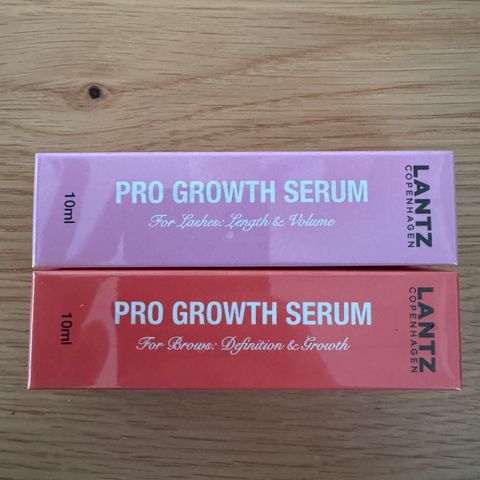 10ml
PRO GROWTH SERUM
For Lashes: Length & Volume
LANTZ
COPENHAGEN
10ml
PRO GROWTH SERUM
For Brows: Definition & Growth
LANTZ
COPENHAGEN